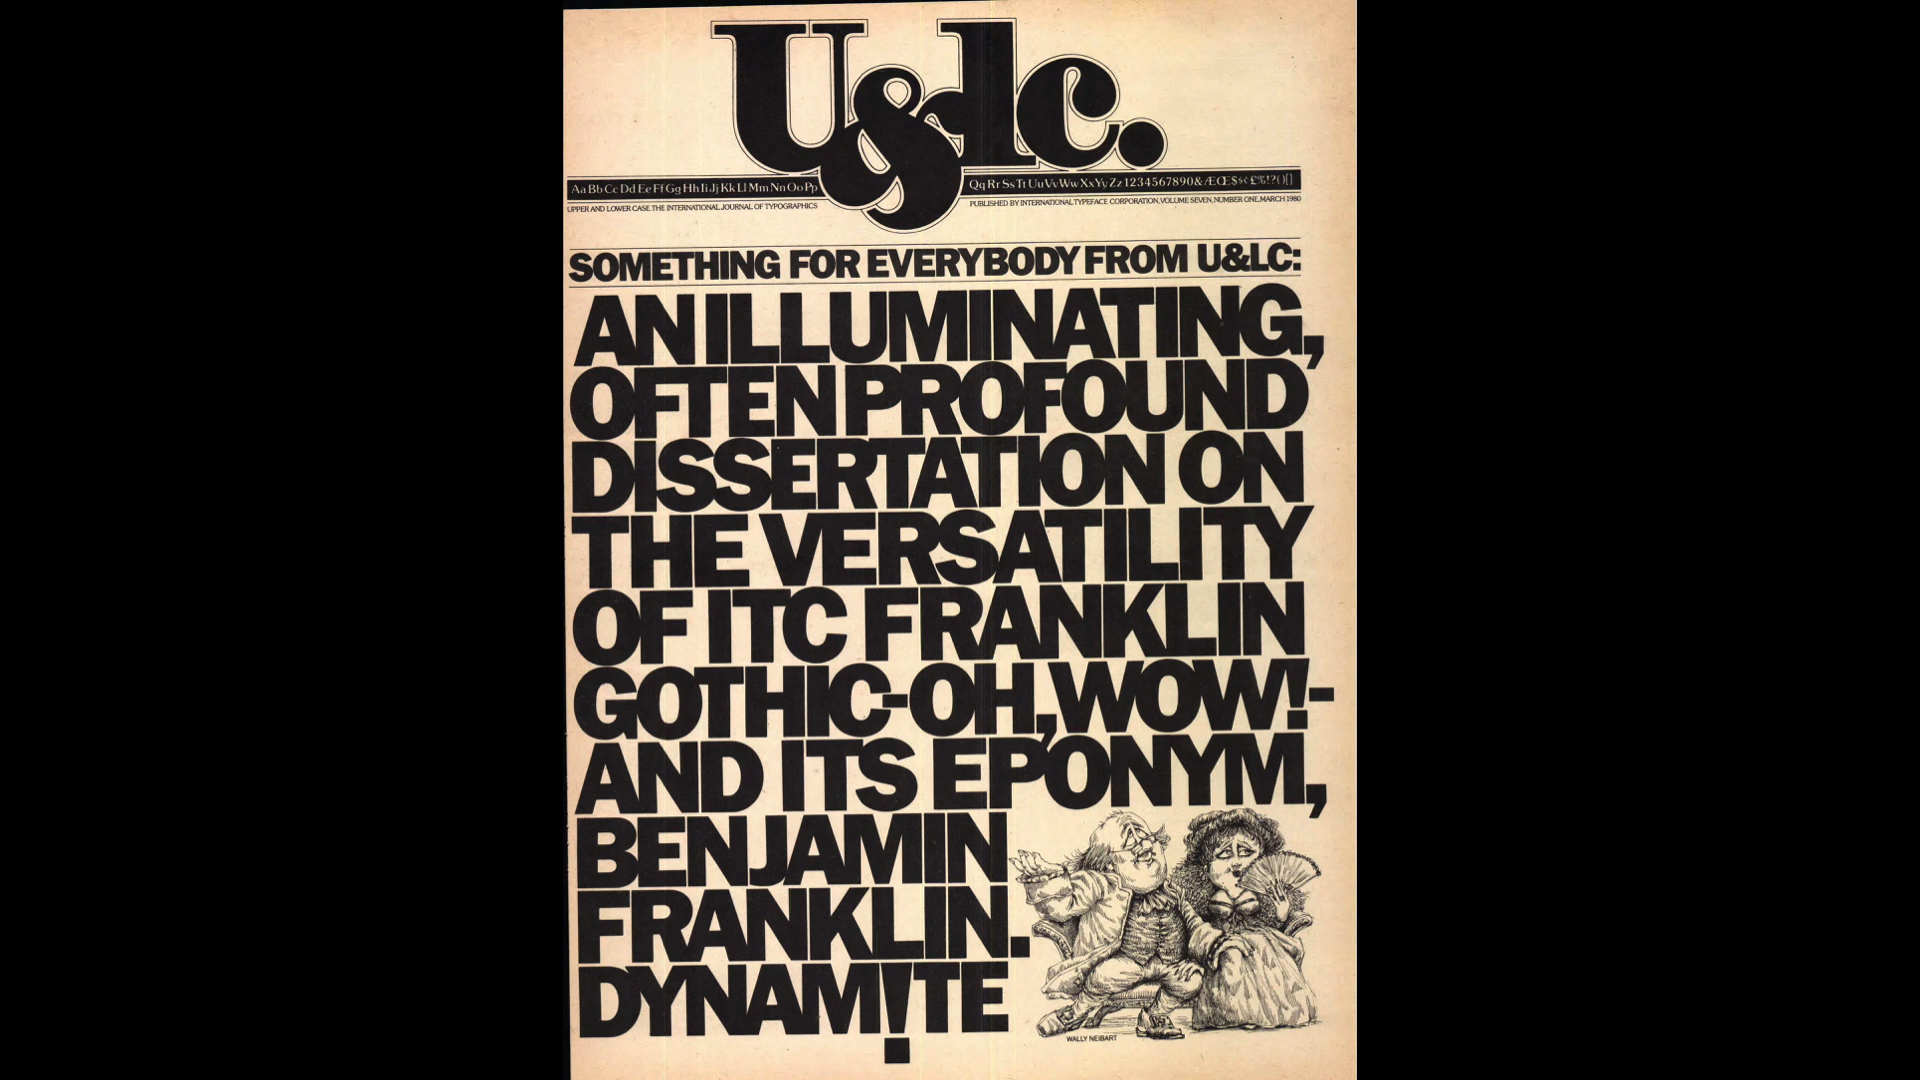 U&lc.
Aa Bb Cc Dd Ee Ff Gg Hh Ii Jj Kk Ll Mm Nn Oo Pp
Qq Rr Ss Tt Uu Vv Ww Xx Yy Zz 1234567890&ÆŒ$$¢£%!?()[]
UPPER AND LOWER CASE. THE INTERNATIONAL JOURNAL OF TYPOGRAPHICS
PUBLISHED BY INTERNATIONAL TYPEFACE CORPORATION, VOLUME SEVEN, NUMBER ONE, MARCH 1980
SOMETHING FOR EVERYBODY FROM U&LC:
AN ILLUMINATING,
OFTEN PROFOUND
DISSERTATION ON
THE VERSATILITY
OF ITC FRANKLIN
GOTHIC-OH, WOW!-
AND ITS EPONYM,
BENJAMIN
FRANKLIN.
DYNAM!TE
WALLY NEIBART